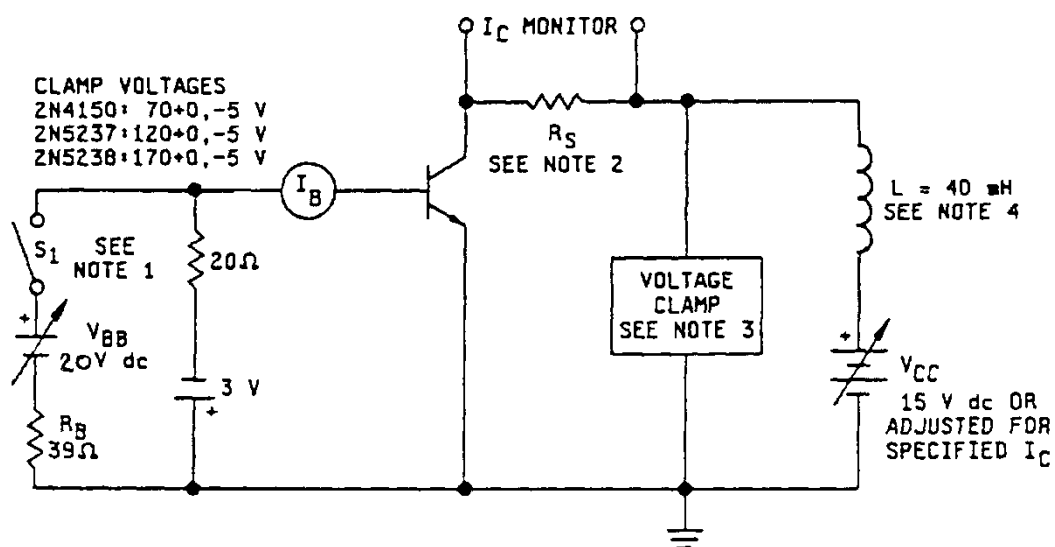 I_C MONITOR
CLAMP VOLTAGES
2N4150: 70+0,-5 V
2N5237:120+0,-5 V
2N5238:170+0,-5 V
R_S
SEE NOTE 2
I_B
L = 40 mH
SEE NOTE 4
S_1
SEE
NOTE 1
20Ω
VOLTAGE
CLAMP
SEE NOTE 3
+
V_BB
20V dc
3 V
+
+
V_CC
15 V dc OR
ADJUSTED FOR
SPECIFIED I_C
R_B
39Ω